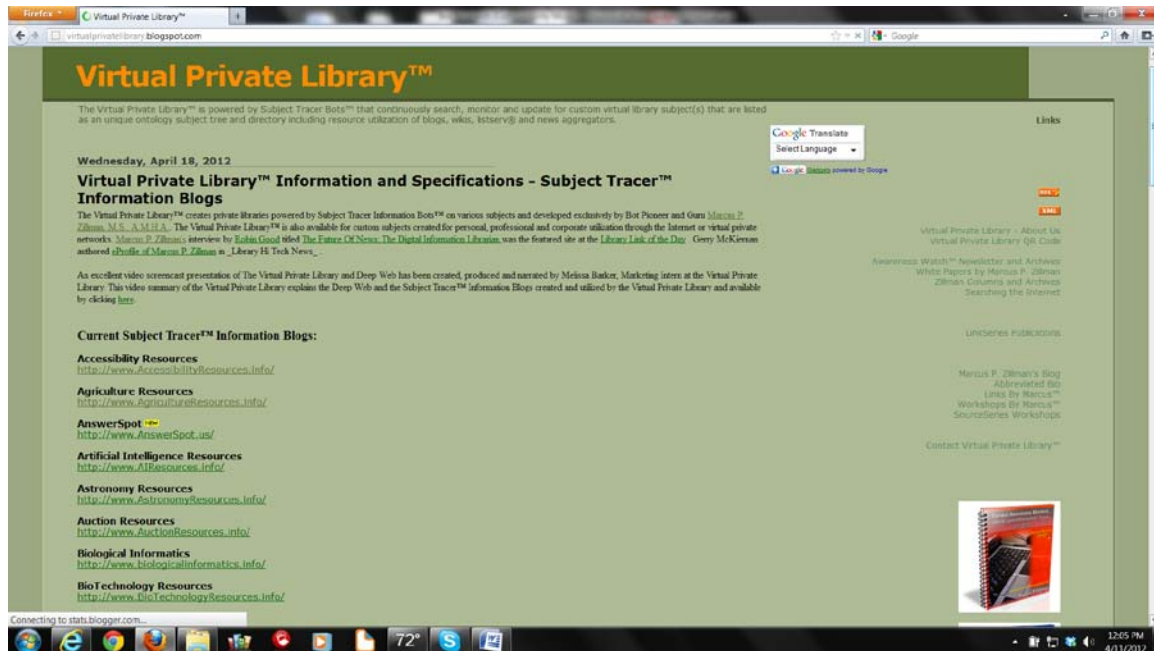 Firefox
Virtual Private Library™
virtualprivatelibrary.blogspot.com
Google
Virtual Private Library™
The Virtual Private Library™ is powered by Subject Tracer Bots™ that continuously search, monitor and update for custom virtual library subject(s) that are listed
as an unique ontology subject tree and directory including resource utilization of blogs, wikis, listserv® and news aggregators.
Links
Google Translate
Select Language
powered by Google
Wednesday, April 18, 2012
Virtual Private Library™ Information and Specifications - Subject Tracer™
Information Blogs
The Virtual Private Library™ creates private libraries powered by Subject Tracer Information Bots™ on various subjects and developed exclusively by Bot Pioneer and Guru Marcus P.
Zillman, M.S., A.M.H.A. The Virtual Private Library™ is also available for custom subjects created for personal, professional and corporate utilization through the Internet or virtual private
networks. Marcus P. Zillman's interview by Robin Good titled The Future Of News: The Digital Information Librarian was the featured site at the Library Link of the Day. Gerry McKiernan
authored eProfile of Marcus P. Zillman in _Library Hi Tech News_ .
An excellent video screencast presentation of The Virtual Private Library and Deep Web has been created, produced and narrated by Melissa Barker, Marketing intern at the Virtual Private
Library. This video summary of the Virtual Private Library explains the Deep Web and the Subject Tracer™ Information Blogs created and utilized by the Virtual Private Library and available
by clicking here.
Current Subject Tracer™ Information Blogs:
Accessibility Resources
http://www.AccessibilityResources.info/
Agriculture Resources
http://www.AgricultureResources.info/
AnswerSpot
http://www.AnswerSpot.us/
Artificial Intelligence Resources
http://www.AIResources.info/
Astronomy Resources
http://www.AstronomyResources.info/
Auction Resources
http://www.AuctionResources.info/
Biological Informatics
http://www.biologicalinformatics.info/
BioTechnology Resources
http://www.BioTechnologyResources.info/
XML
Virtual Private Library - About Us
Virtual Private Library QR Code
Awareness Watch™ Newsletter and Archives
White Papers by Marcus P. Zillman
Zillman Columns and Archives
Searching the Internet
LinkSeries Publications
Marcus P. Zillman's Blog
Abbreviated Bio
Links By Marcus™
Workshops By Marcus™
SourceSeries Workshops
Contact Virtual Private Library™
Connecting to stats.blogger.com...
72°
12:05 PM
4/11/2012